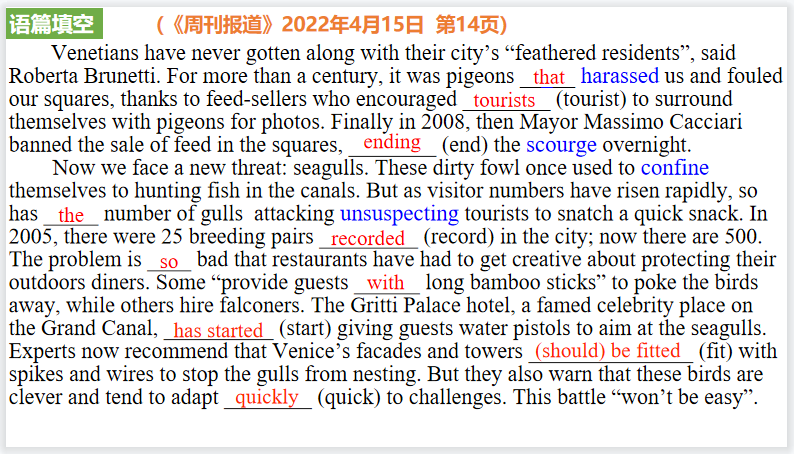 语篇填空 (《周刊报道》2022年4月15日 第14页)
Venetians have never gotten along with their city’s “feathered residents”, said
Roberta Brunetti. For more than a century, it was pigeons that harassed us and fouled
our squares, thanks to feed-sellers who encouraged tourists (tourist) to surround
themselves with pigeons for photos. Finally in 2008, then Mayor Massimo Cacciari
banned the sale of feed in the squares, ending (end) the scourge overnight.
Now we face a new threat: seagulls. These dirty fowl once used to confine
themselves to hunting fish in the canals. But as visitor numbers have risen rapidly, so
has the number of gulls attacking unsuspecting tourists to snatch a quick snack. In
2005, there were 25 breeding pairs recorded (record) in the city; now there are 500.
The problem is so bad that restaurants have had to get creative about protecting their
outdoors diners. Some “provide guests with long bamboo sticks” to poke the birds
away, while others hire falconers. The Gritti Palace hotel, a famed celebrity place on
the Grand Canal, has started (start) giving guests water pistols to aim at the seagulls.
Experts now recommend that Venice’s facades and towers (should) be fitted (fit) with
spikes and wires to stop the gulls from nesting. But they also warn that these birds are
clever and tend to adapt quickly (quick) to challenges. This battle “won’t be easy”.